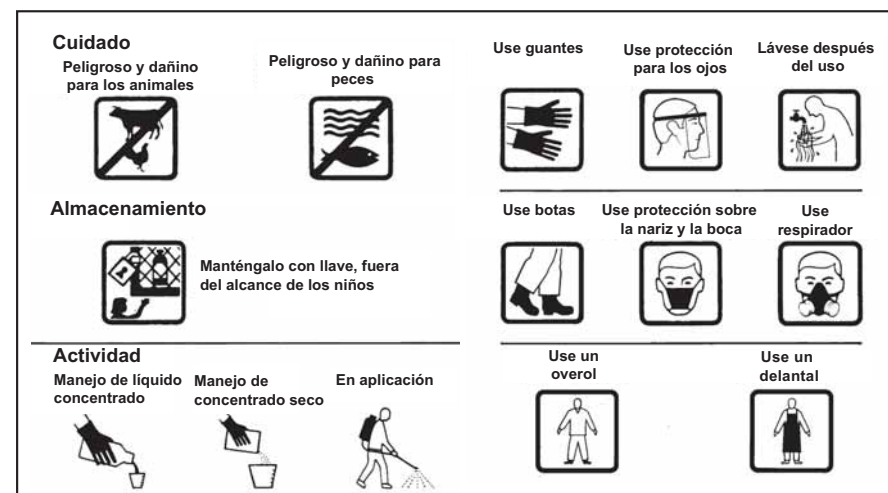 Cuidado
Peligroso y dañino
para los animales
Peligroso y dañino para
peces
Almacenamiento
Manténgalo con llave, fuera
del alcance de los niños
Actividad
Manejo de líquido
concentrado
Manejo de
concentrado seco
En aplicación
Use guantes
Use protección
para los ojos
Lávese después
del uso
Use botas
Use protección sobre
la nariz y la boca
Use
respirador
Use un
overol
Use un
delantal